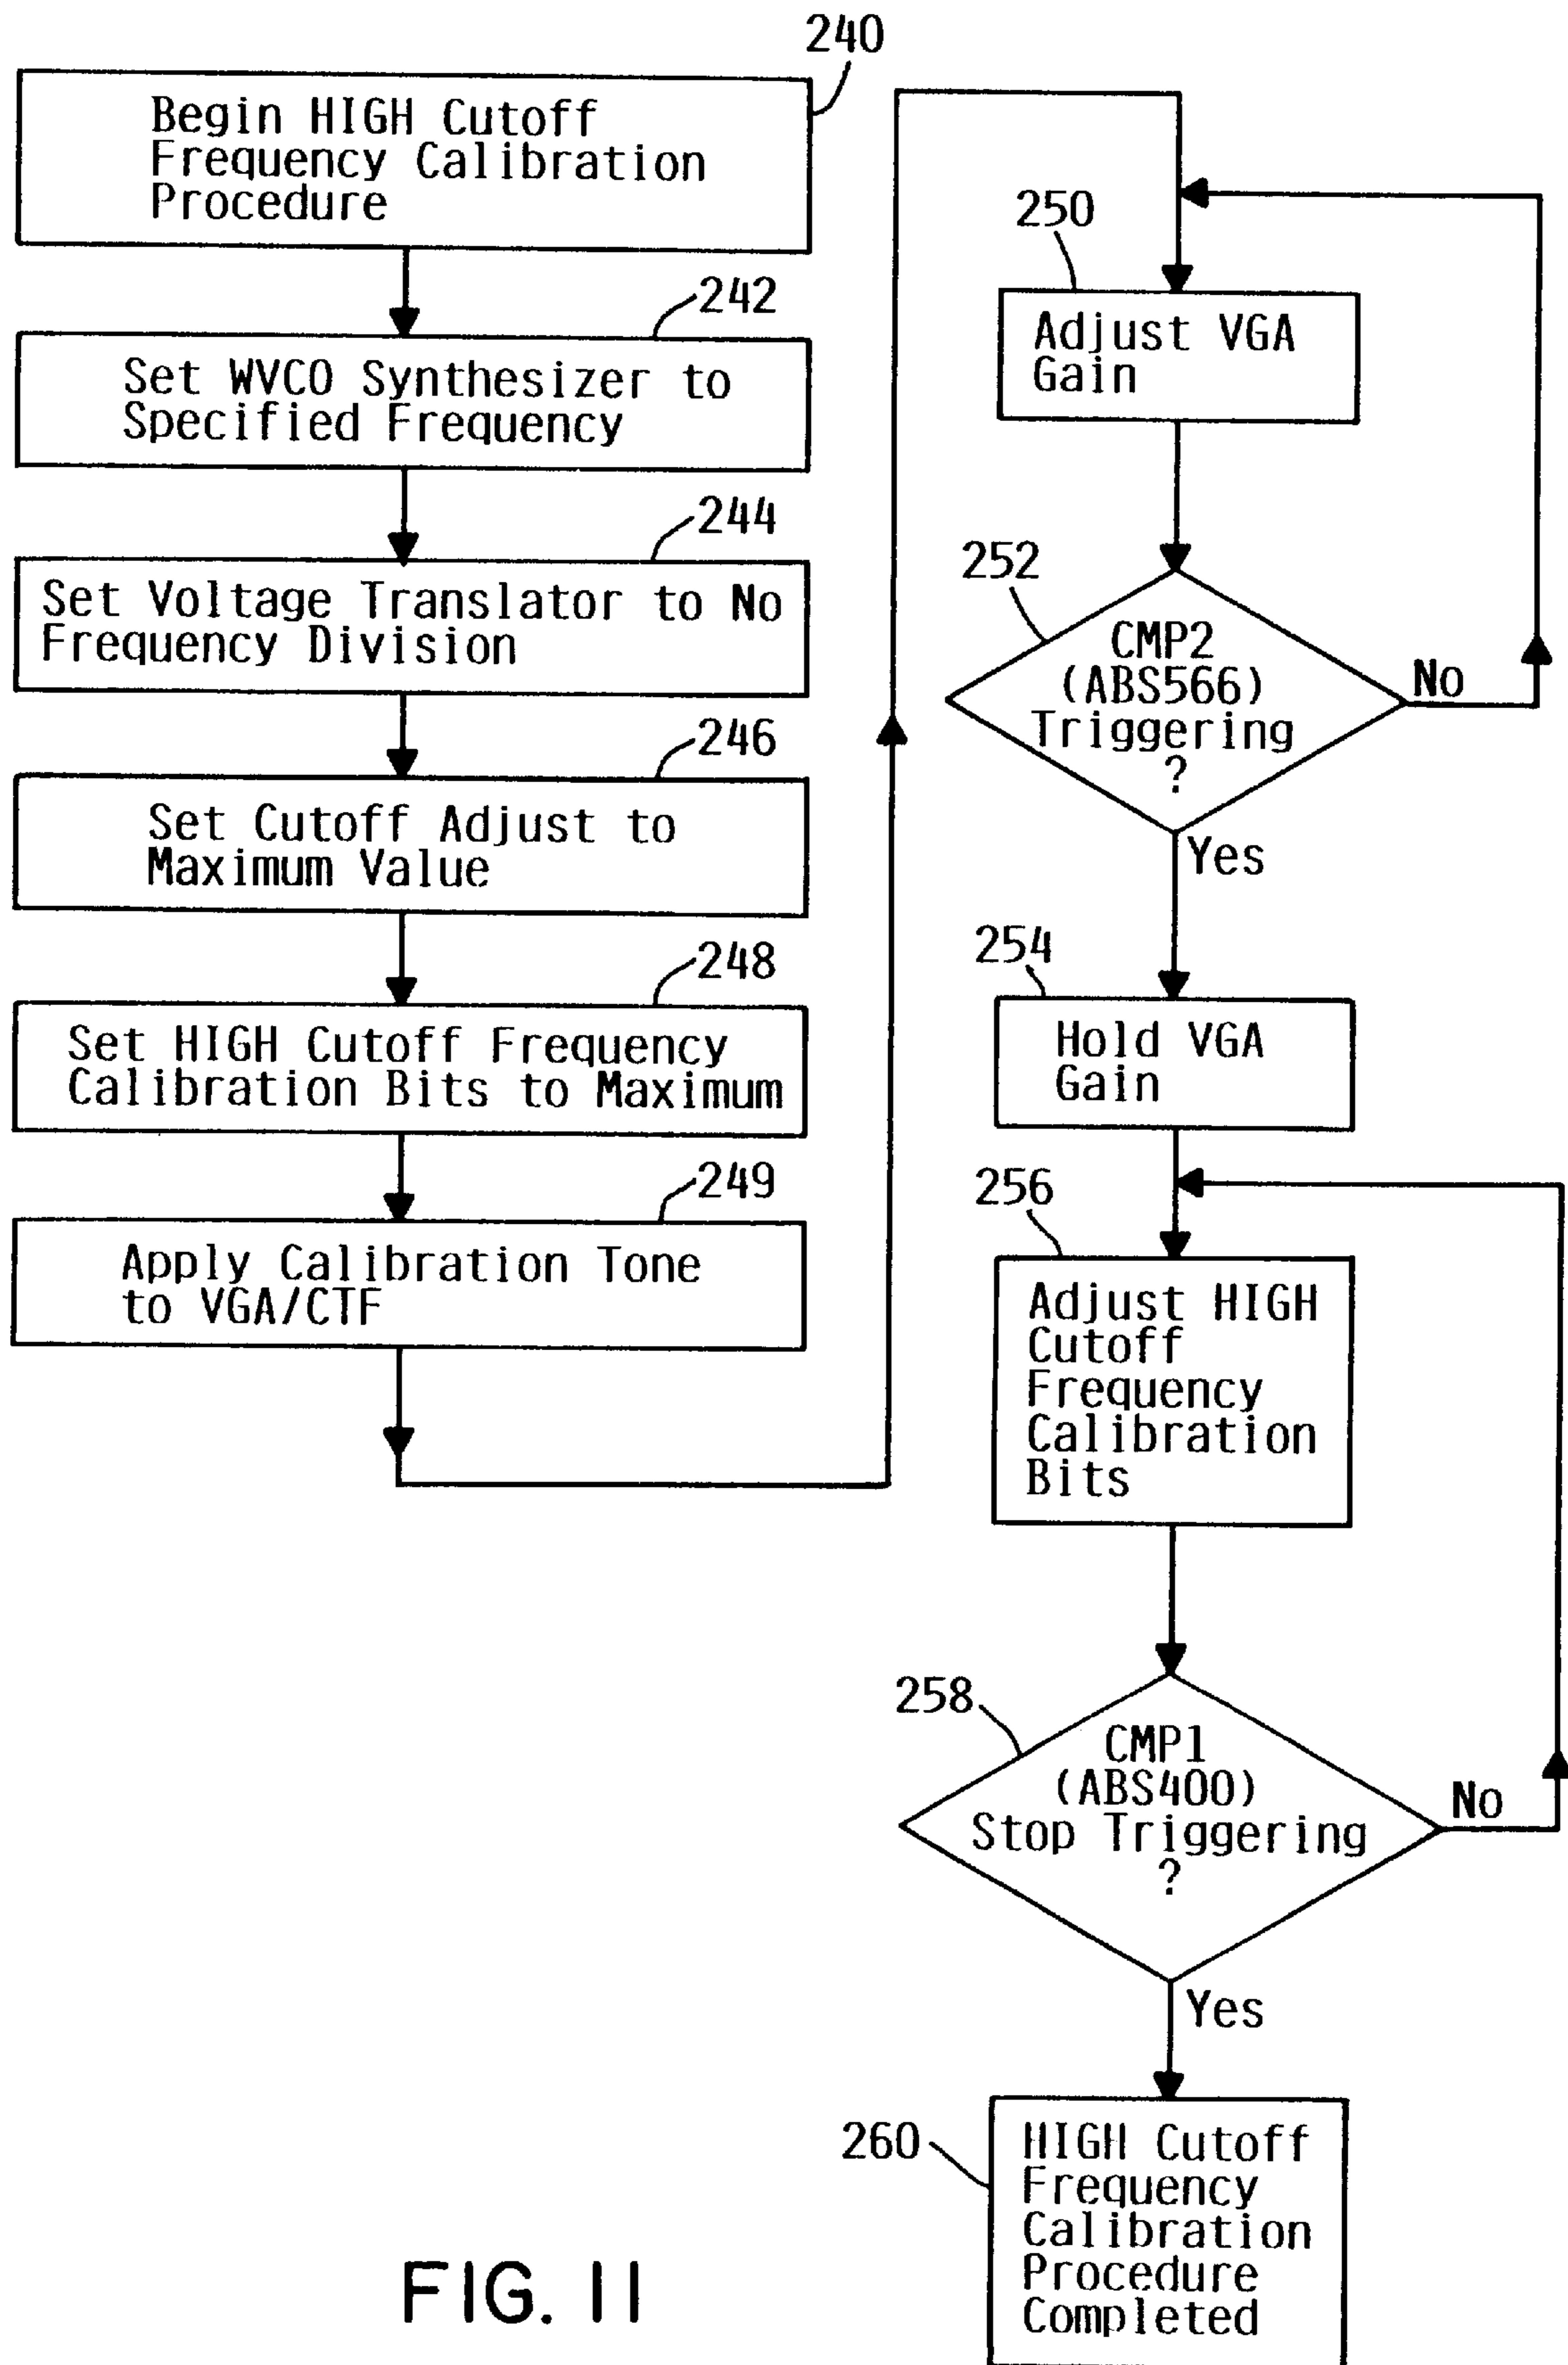 240
Begin HIGH Cutoff
Frequency Calibration
Procedure
242
Set WVCO Synthesizer to
Specified Frequency
244
Set Voltage Translator to No
Frequency Division
246
Set Cutoff Adjust to
Maximum Value
248
Set HIGH Cutoff Frequency
Calibration Bits to Maximum
249
Apply Calibration Tone
to VGA/CTF
250
Adjust VGA
Gain
252
CMP2
(ABS566)
Triggering
?
No
Yes
254
Hold VGA
Gain
256
Adjust HIGH
Cutoff
Frequency
Calibration
Bits
258
CMP1
(ABS400)
Stop Triggering
?
No
Yes
260
HIGH Cutoff
Frequency
Calibration
Procedure
Completed
FIG. 11